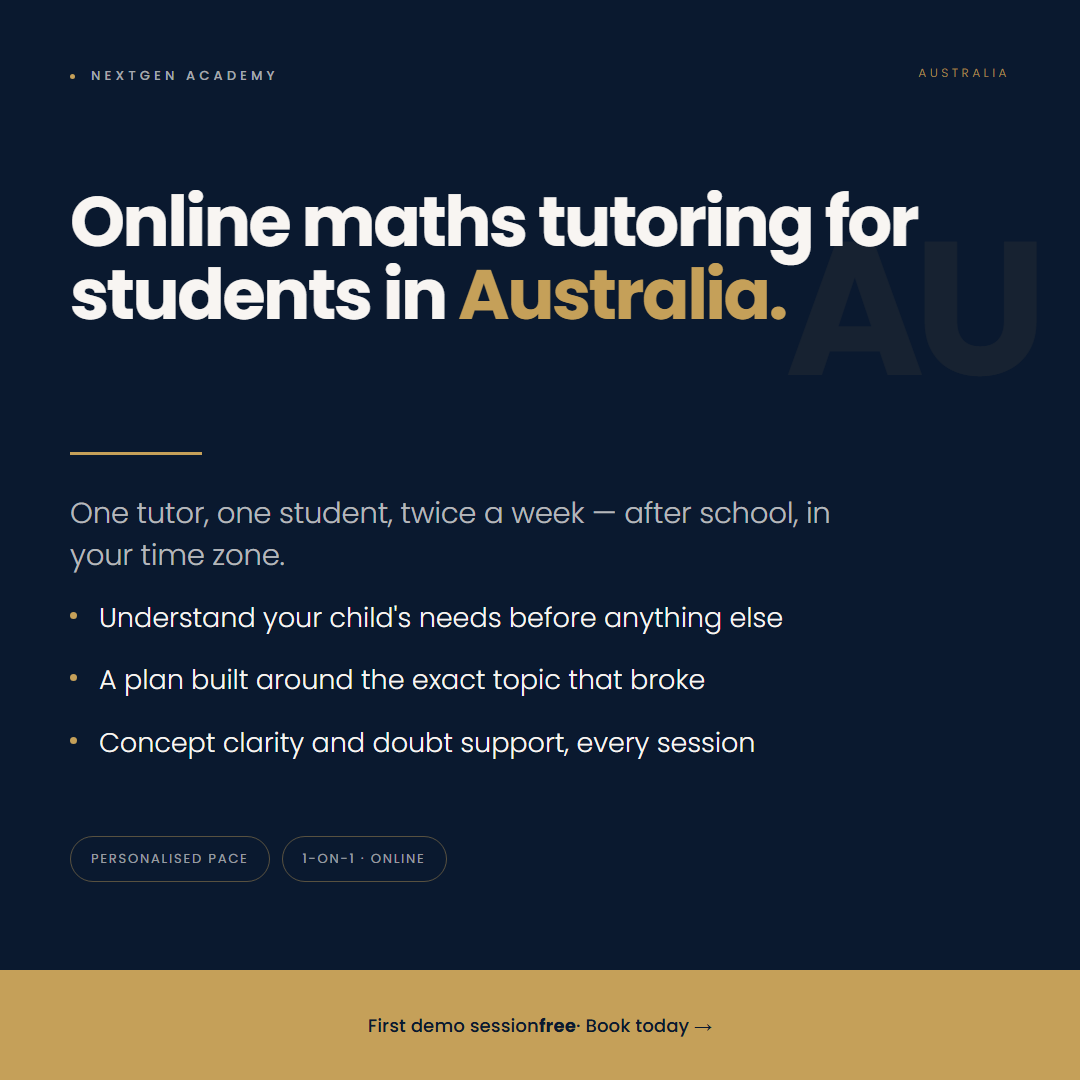 NEXTGEN ACADEMY
AUSTRALIA
Online maths tutoring for
students in Australia.
AU
One tutor, one student, twice a week — after school, in
your time zone.
• Understand your child's needs before anything else
• A plan built around the exact topic that broke
• Concept clarity and doubt support, every session
PERSONALISED PACE
1-ON-1 · ONLINE
First demo sessionfree· Book today →